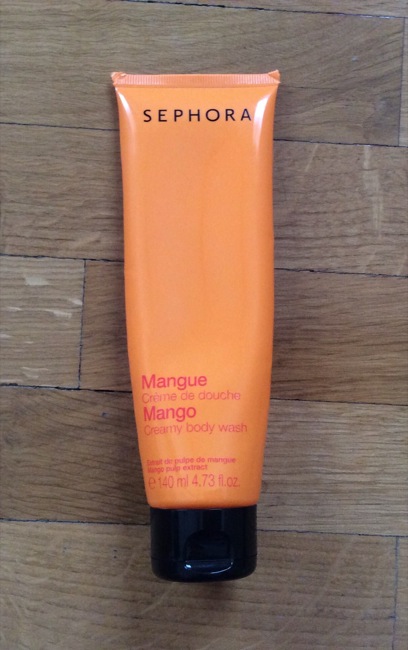 SEPHORA
Mangue
Crème de douche
Mango
Creamy body wash
Extrait de pulpe de mangue
Mango pulp extract
℮ 140 ml 4.73 fl.oz.